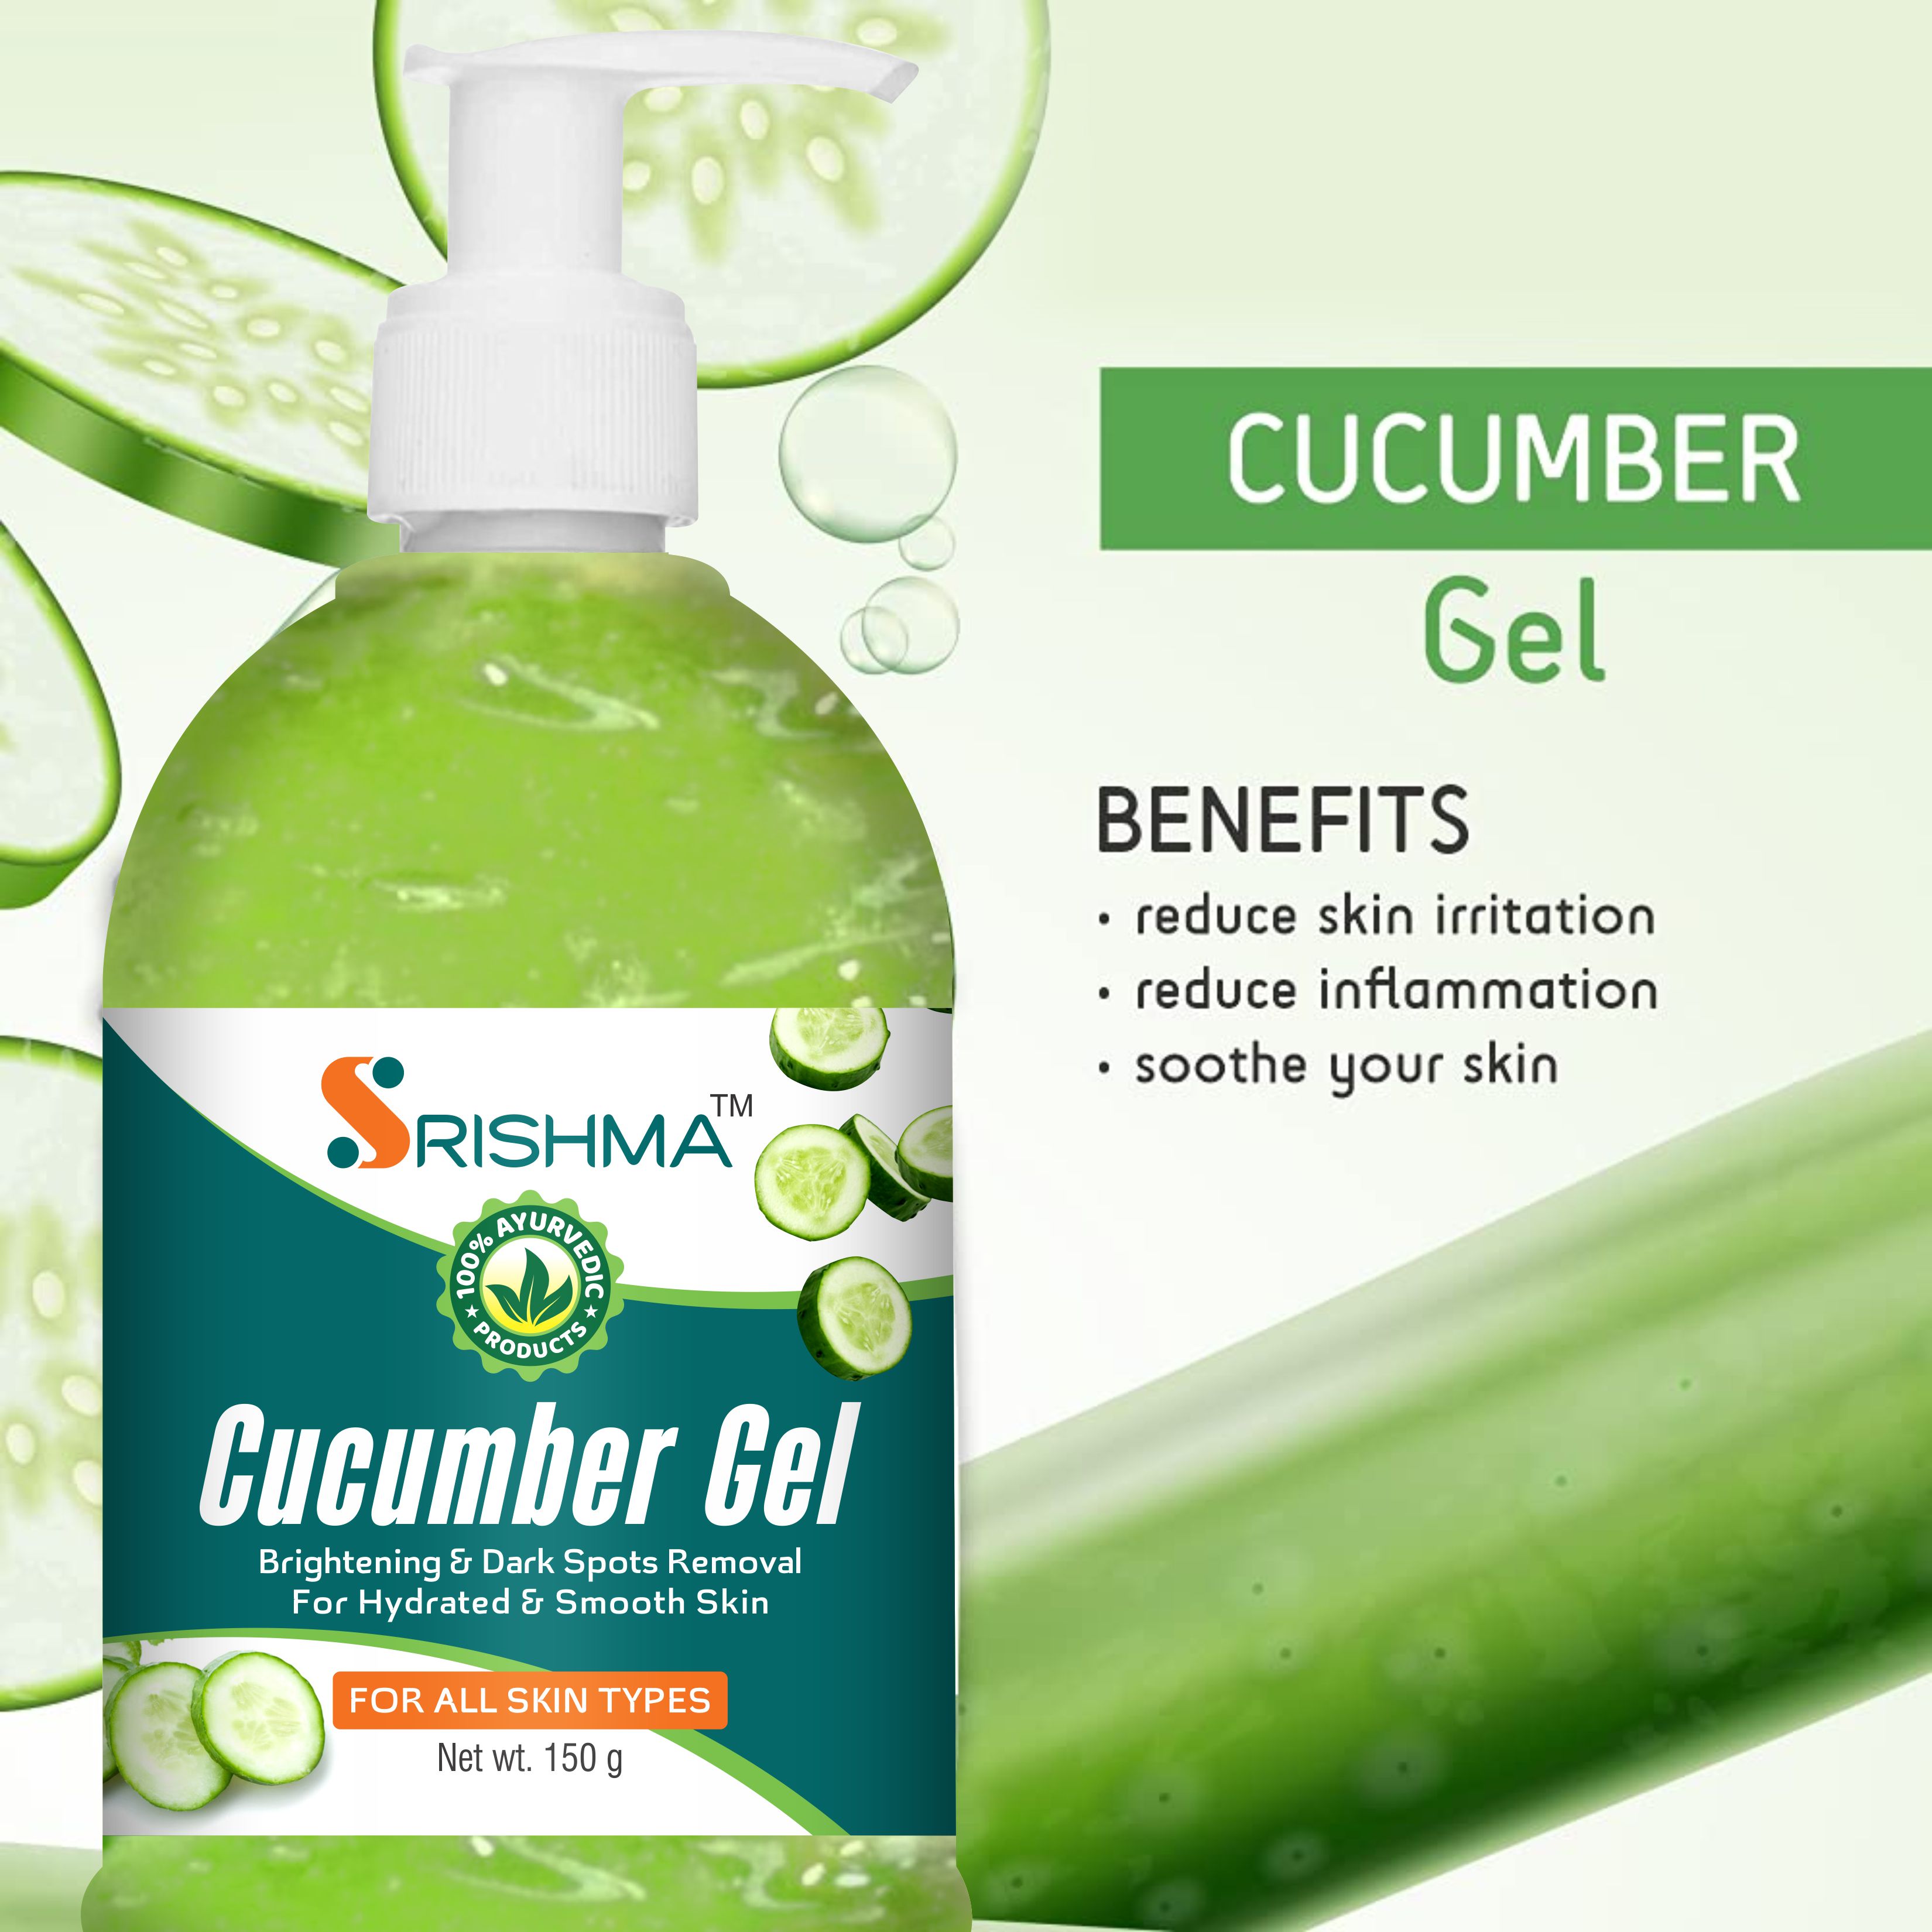 CUCUMBER
Gel
BENEFITS
• reduce skin irritation
• reduce inflammation
• soothe your skin
SRISHMA™
100% AYURVEDIC
★ PRODUCTS ★
Cucumber Gel
Brightening & Dark Spots Removal
For Hydrated & Smooth Skin
FOR ALL SKIN TYPES
Net wt. 150 g